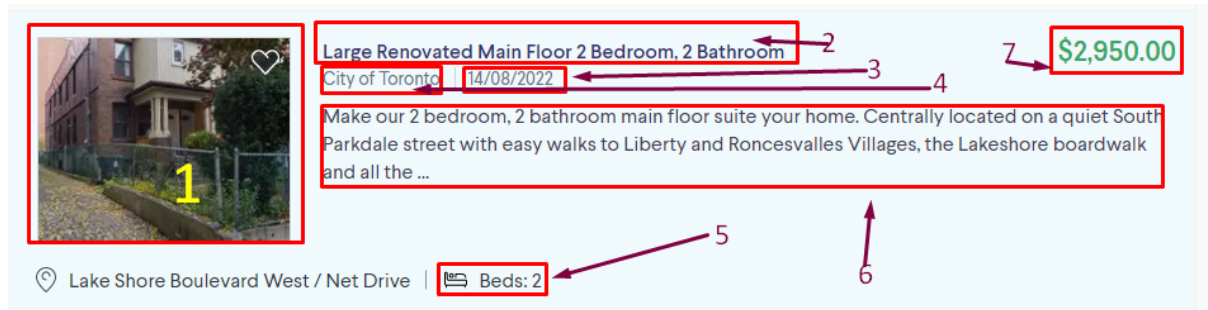 Large Renovated Main Floor 2 Bedroom, 2 Bathroom
2
7
$2,950.00
City of Toronto
14/08/2022
3
4
Make our 2 bedroom, 2 bathroom main floor suite your home. Centrally located on a quiet South
Parkdale street with easy walks to Liberty and Roncesvalles Villages, the Lakeshore boardwalk
and all the ...
1
5
6
Lake Shore Boulevard West / Net Drive | Beds: 2